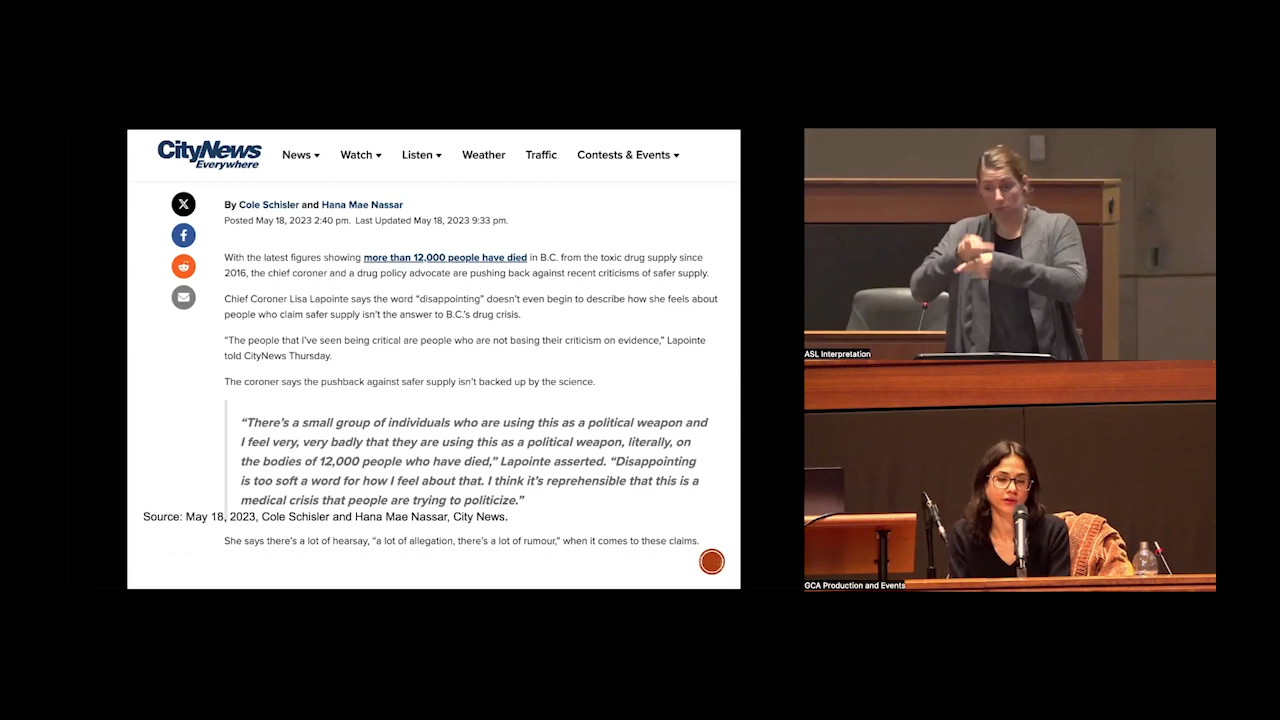 CityNews
Everywhere
News Watch Listen Weather Traffic Contests & Events
By Cole Schisler and Hana Mae Nassar
Posted May 18, 2023 2:40 pm. Last Updated May 18, 2023 9:33 pm.
With the latest figures showing more than 12,000 people have died in B.C. from the toxic drug supply since
2016, the chief coroner and a drug policy advocate are pushing back against recent criticisms of safer supply.
Chief Coroner Lisa Lapointe says the word “disappointing” doesn’t even begin to describe how she feels about
people who claim safer supply isn’t the answer to B.C.’s drug crisis.
“The people that I’ve seen being critical are people who are not basing their criticism on evidence,” Lapointe
told CityNews Thursday.
The coroner says the pushback against safer supply isn’t backed up by the science.
“There’s a small group of individuals who are using this as a political weapon and
I feel very, very badly that they are using this as a political weapon, literally, on
the bodies of 12,000 people who have died,” Lapointe asserted. “Disappointing
is too soft a word for how I feel about that. I think it’s reprehensible that this is a
medical crisis that people are trying to politicize.”
Source: May 18, 2023, Cole Schisler and Hana Mae Nassar, City News.
She says there’s a lot of hearsay, “a lot of allegation, there’s a lot of rumour,” when it comes to these claims.
ASL Interpretation
GCA Production and Events